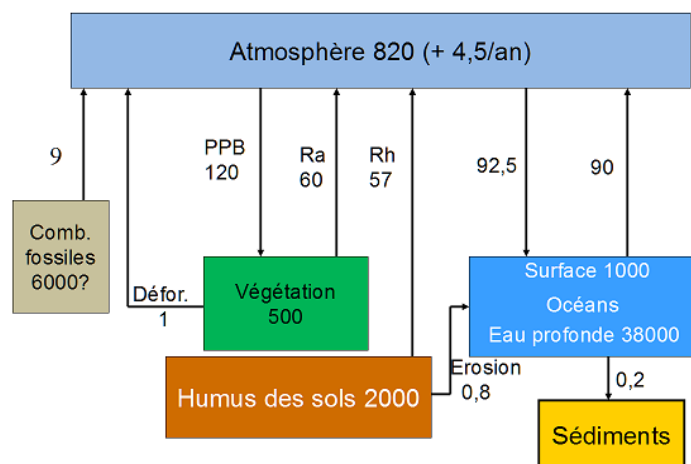 Atmosphère 820 (+ 4,5/an)
9
PPB
120
Ra
60
Rh
57
92,5
90
Comb.
fossiles
6000?
Défor.
1
Végétation
500
Surface 1000
Océans
Eau profonde 38000
Erosion
0,8
0,2
Humus des sols 2000
Sédiments